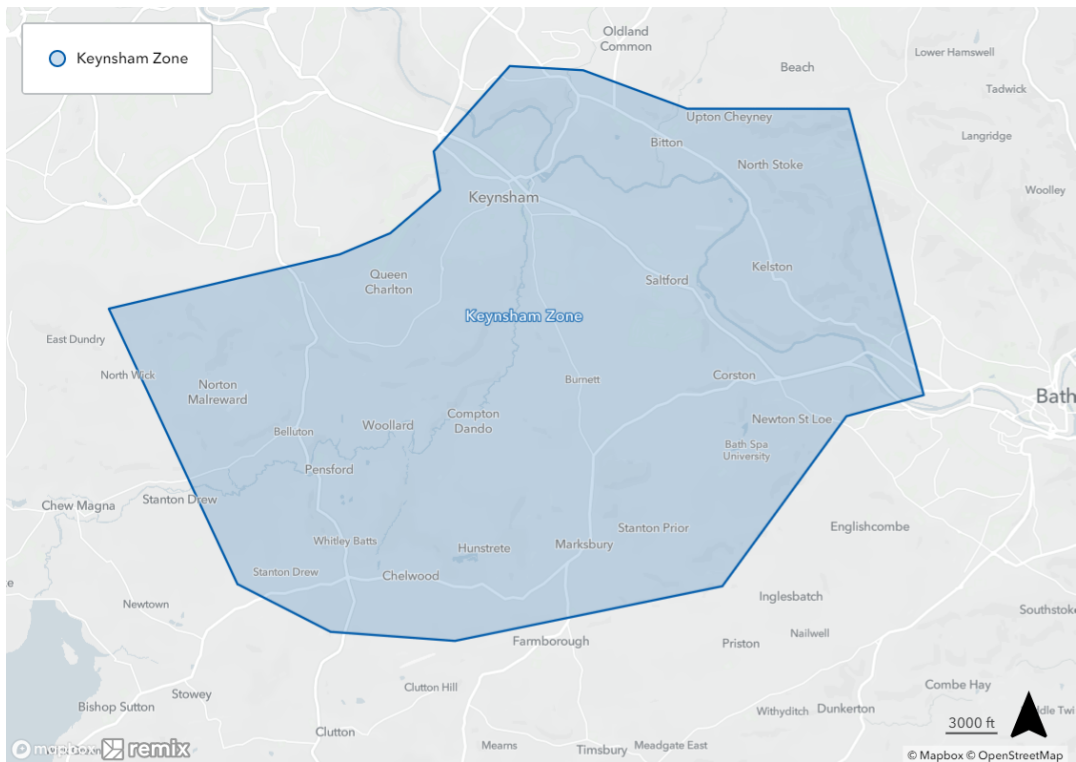 Keynsham Zone
Oldland
Common
Beach
Lower Hamswell
Tadwick
Upton Cheyney
Langridge
Bitton
North Stoke
Woolley
Keynsham
Queen
Charlton
Saltford
Kelston
Keynsham Zone
East Dundry
North Wick
Norton
Malreward
Burnett
Corston
Bath
Compton
Dando
Woollard
Belluton
Newton St Loe
Bath Spa
University
Pensford
Stanton Drew
Chew Magna
Englishcombe
Stanton Prior
Whitley Batts
Hunstrete
Marksbury
Stanton Drew
Chelwood
Newtown
Inglesbatch
Southstoke
Nailwell
Farmborough
Priston
Clutton Hill
Combe Hay
Stowey
Bishop Sutton
Withyditch
Dunkerton
3000 ft
Clutton
Mearns
Timsbury
Meadgate East
mapbox
remix
© Mapbox © OpenStreetMap